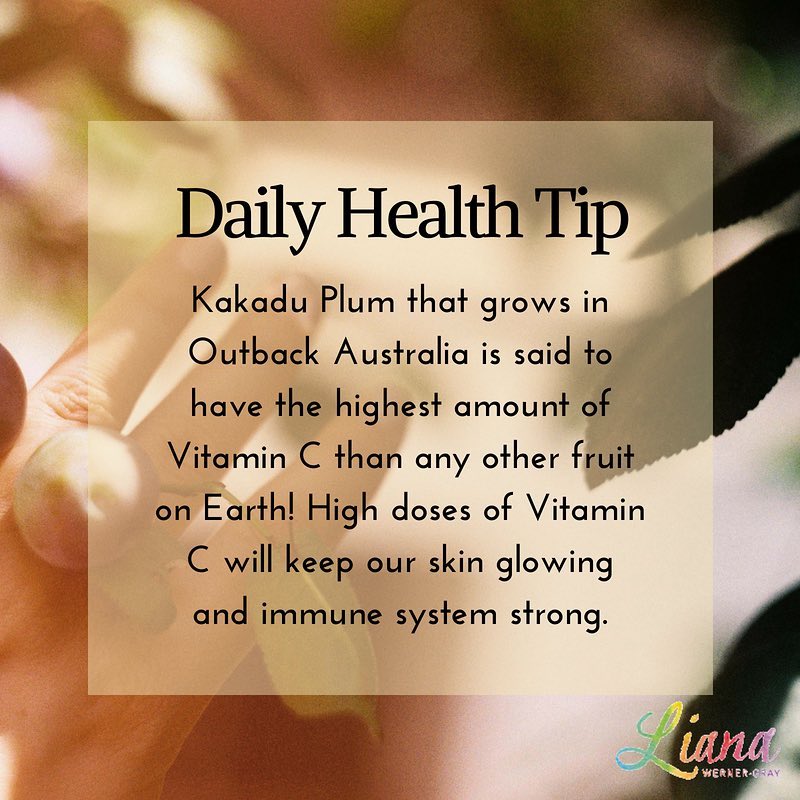 Daily Health Tip
Kakadu Plum that grows in
Outback Australia is said to
have the highest amount of
Vitamin C than any other fruit
on Earth! High doses of Vitamin
C will keep our skin glowing
and immune system strong.
Liana
WERNER-GRAY